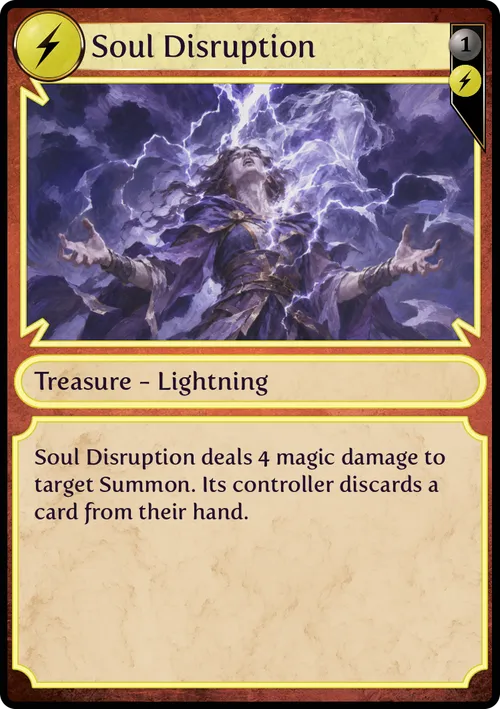 Soul Disruption
1
Treasure – Lightning
Soul Disruption deals 4 magic damage to
target Summon. Its controller discards a
card from their hand.